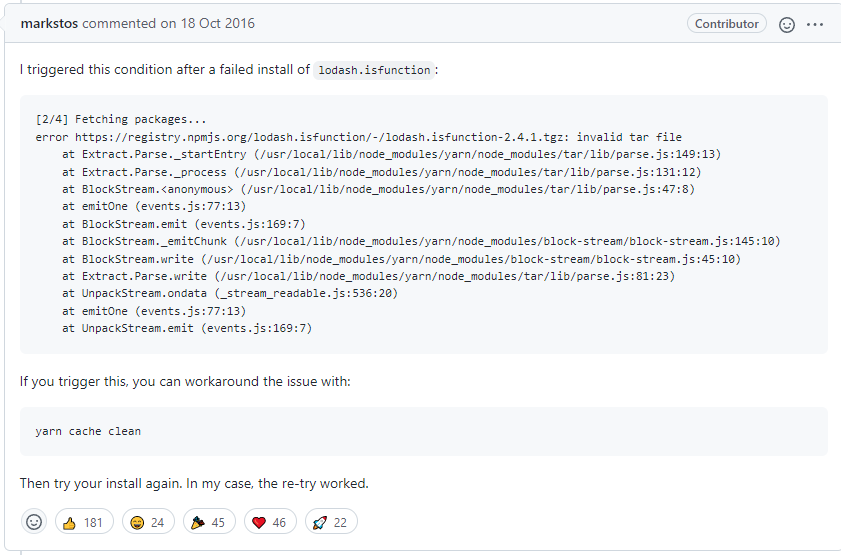 markstos commented on 18 Oct 2016
Contributor
I triggered this condition after a failed install of lodash.isfunction :
[2/4] Fetching packages...
error https://registry.npmjs.org/lodash.isfunction/-/lodash.isfunction-2.4.1.tgz: invalid tar file
    at Extract.Parse._startEntry (/usr/local/lib/node_modules/yarn/node_modules/tar/lib/parse.js:149:13)
    at Extract.Parse._process (/usr/local/lib/node_modules/yarn/node_modules/tar/lib/parse.js:131:12)
    at BlockStream.<anonymous> (/usr/local/lib/node_modules/yarn/node_modules/tar/lib/parse.js:47:8)
    at emitOne (events.js:77:13)
    at BlockStream.emit (events.js:169:7)
    at BlockStream._emitChunk (/usr/local/lib/node_modules/yarn/node_modules/block-stream/block-stream.js:145:10)
    at BlockStream.write (/usr/local/lib/node_modules/yarn/node_modules/block-stream/block-stream.js:45:10)
    at Extract.Parse.write (/usr/local/lib/node_modules/yarn/node_modules/tar/lib/parse.js:81:23)
    at UnpackStream.ondata (_stream_readable.js:536:20)
    at emitOne (events.js:77:13)
    at UnpackStream.emit (events.js:169:7)
If you trigger this, you can workaround the issue with:
yarn cache clean
Then try your install again. In my case, the re-try worked.
181 24 45 46 22